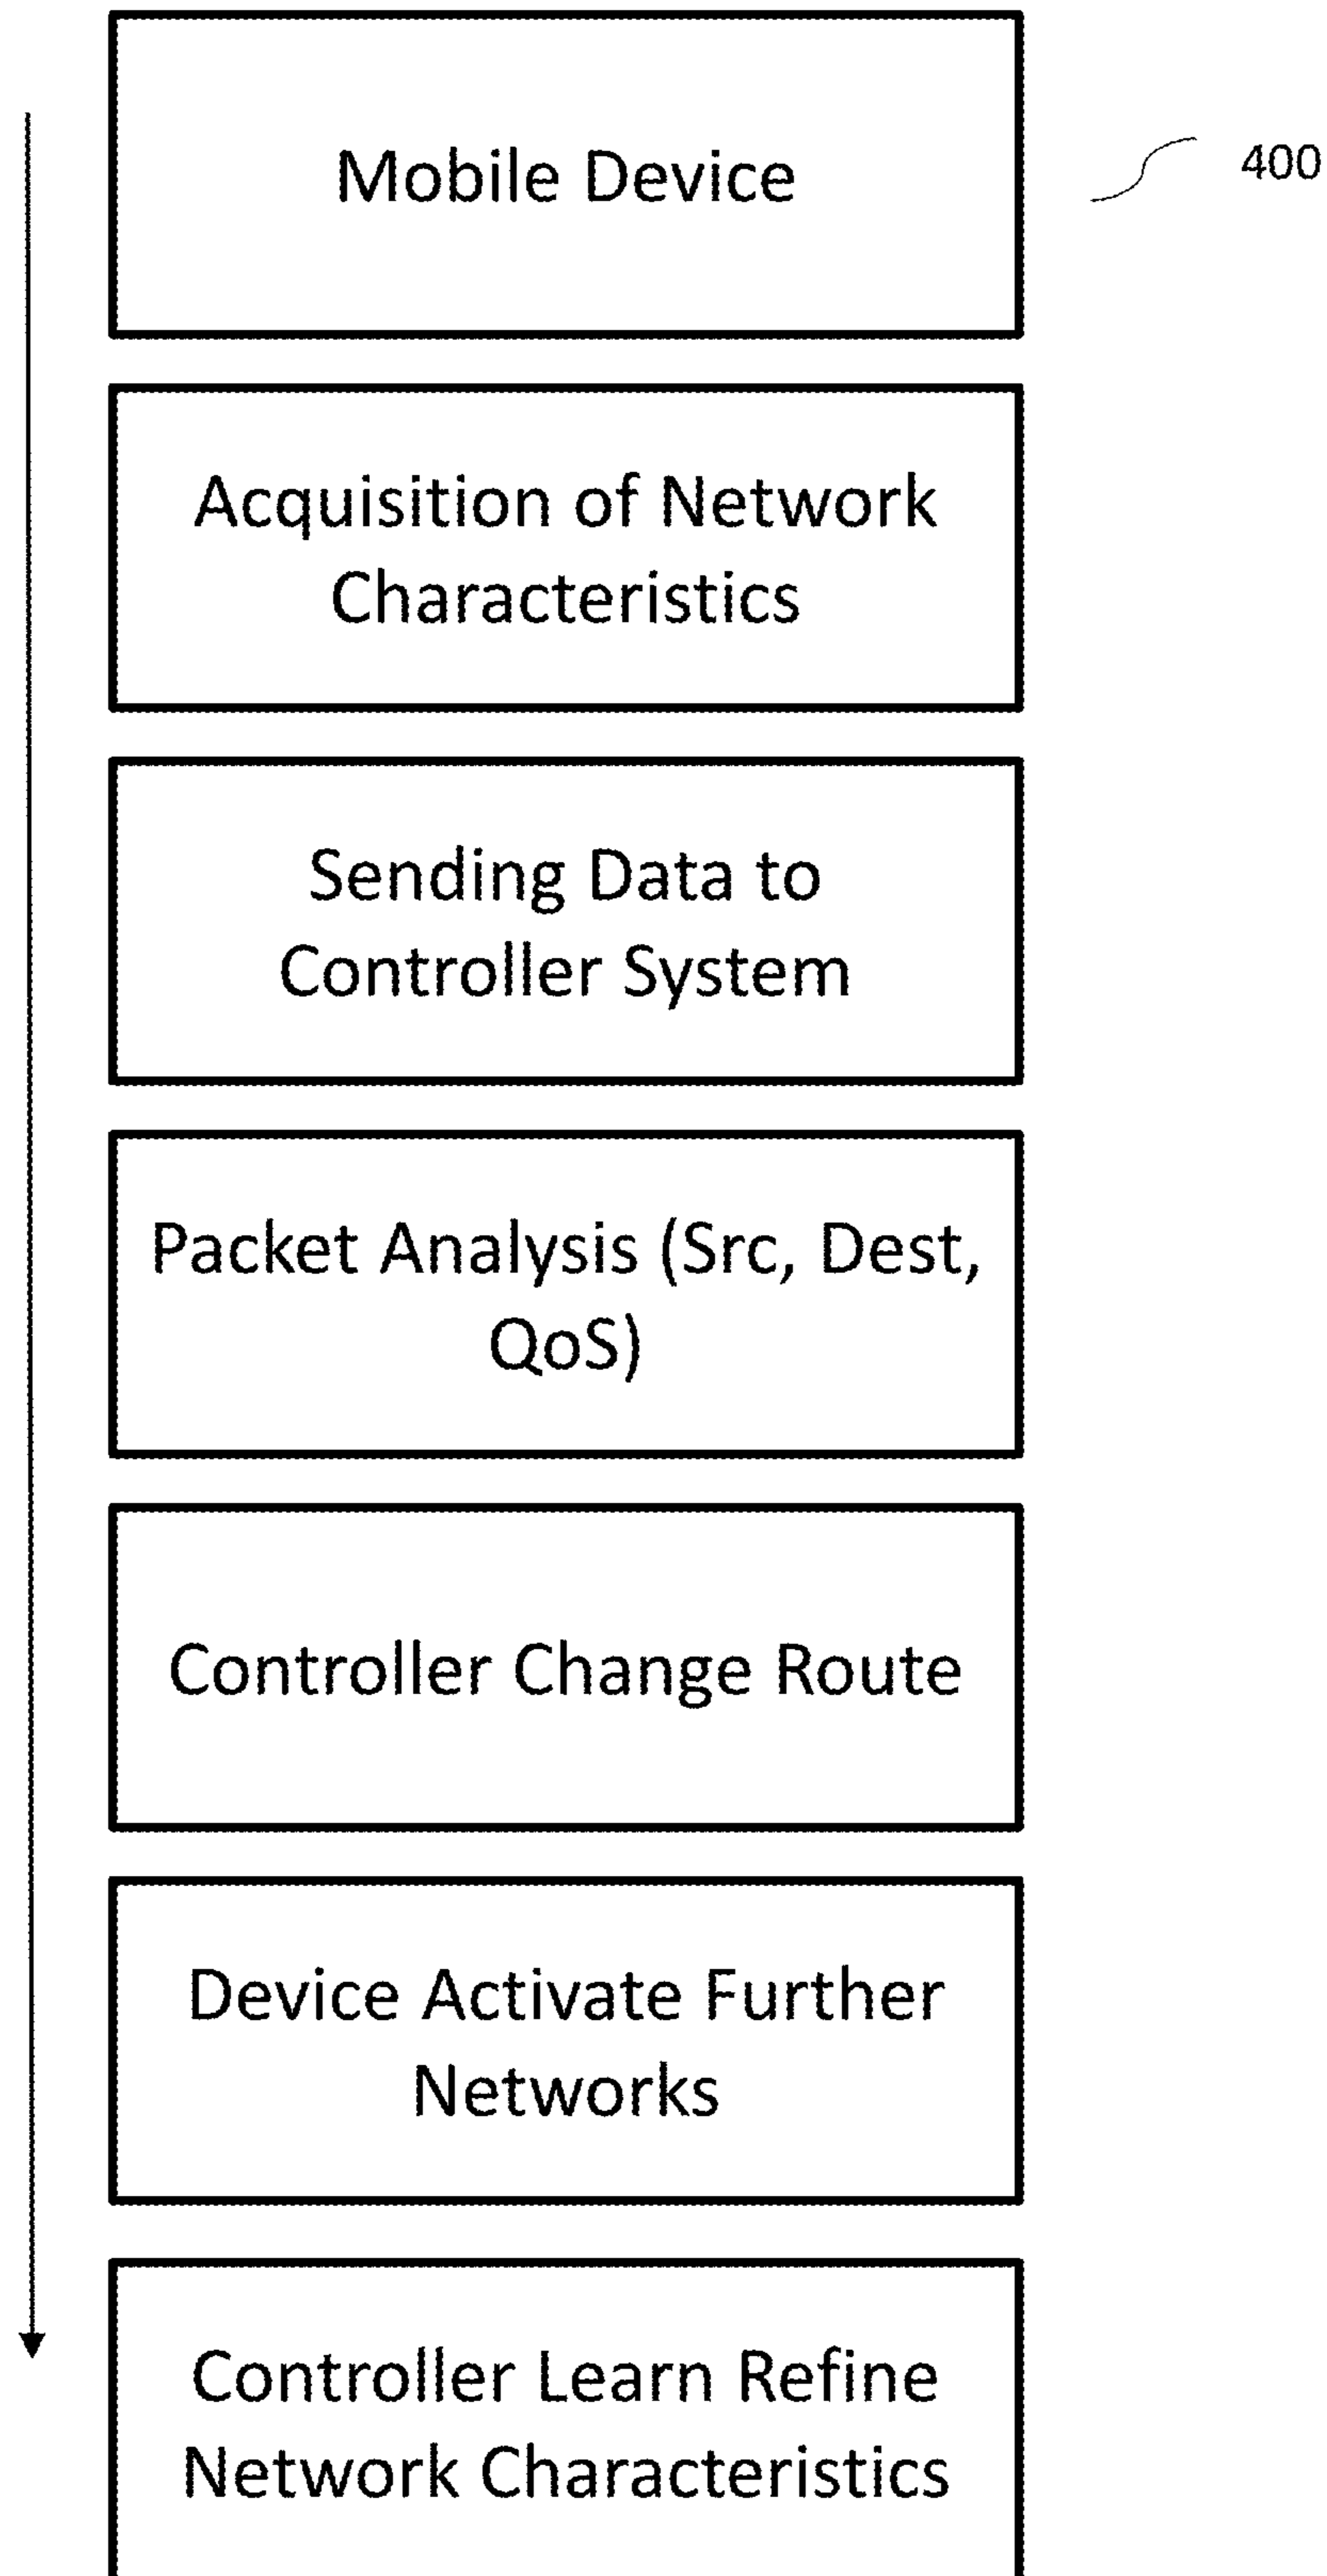 Mobile Device
400
Acquisition of Network
Characteristics
Sending Data to
Controller System
Packet Analysis (Src, Dest,
QoS)
Controller Change Route
Device Activate Further
Networks
Controller Learn Refine
Network Characteristics